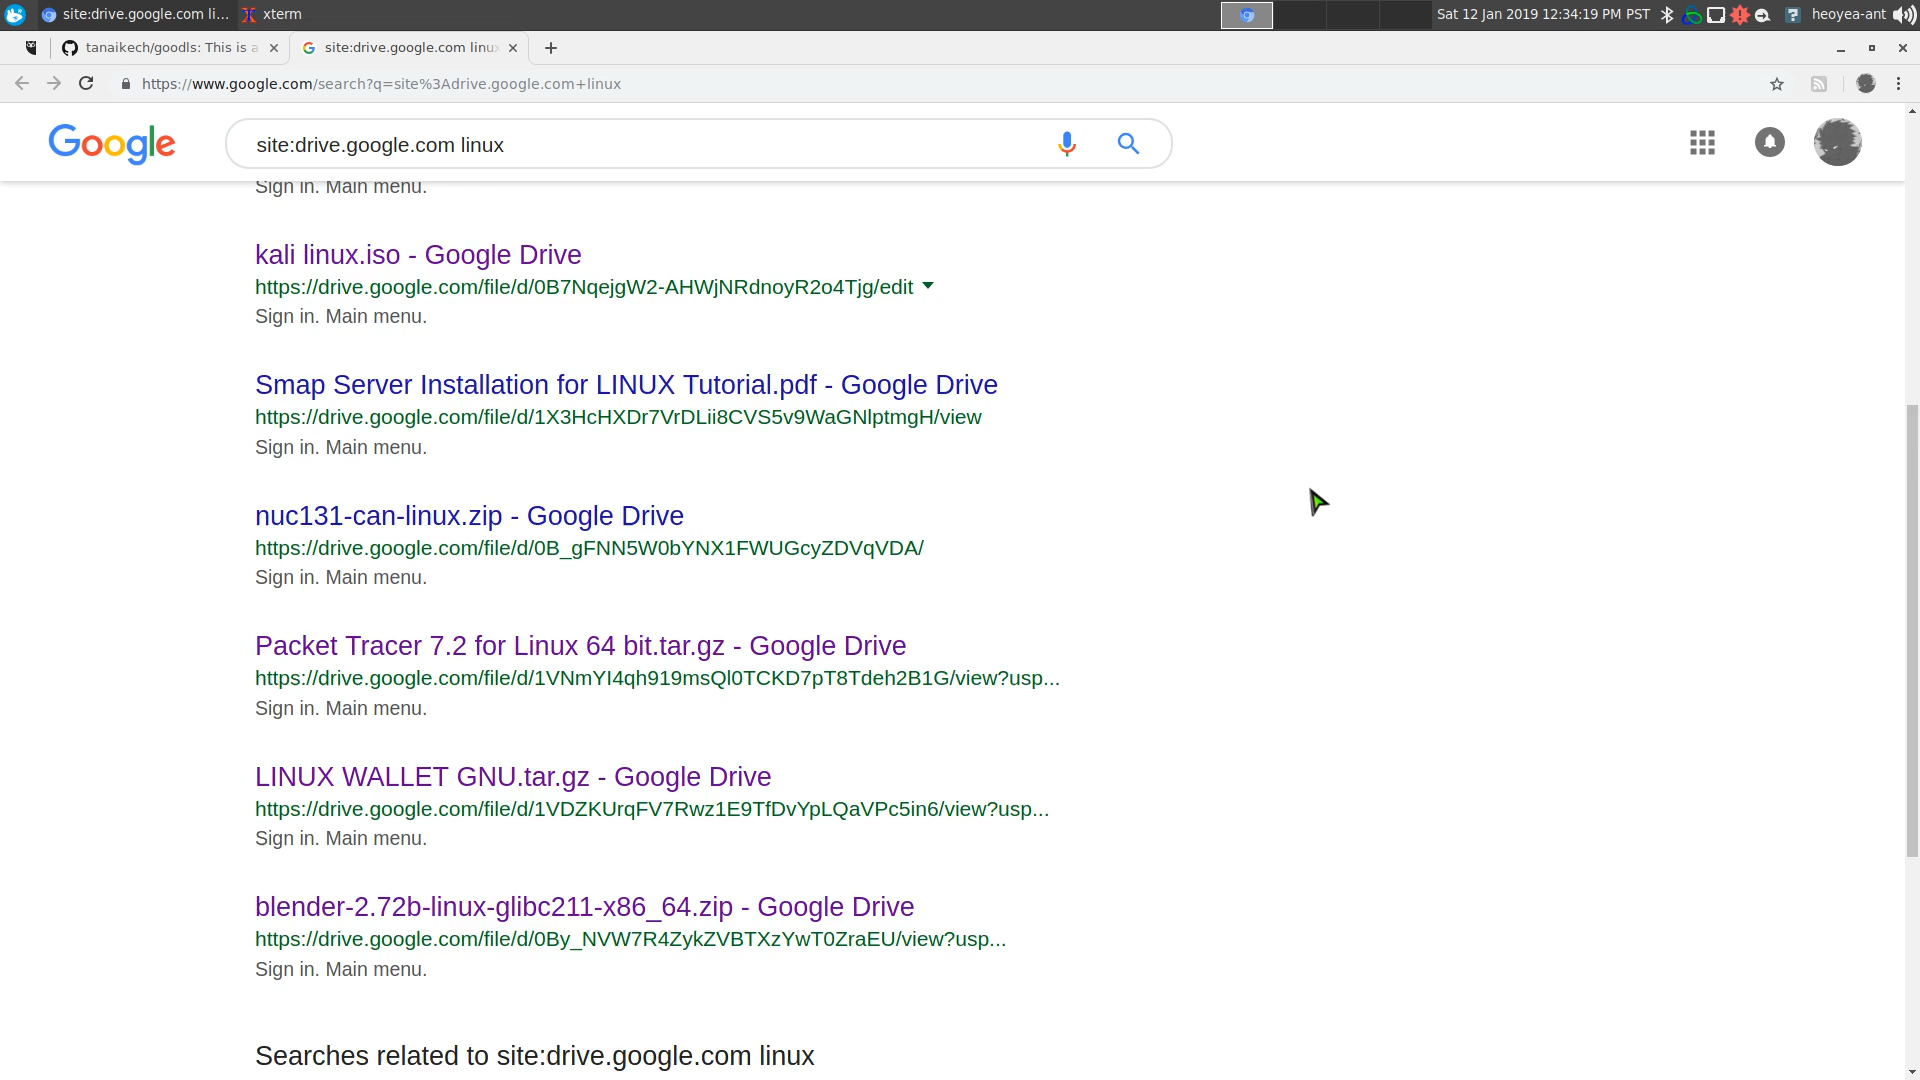 site:drive.google.com li...
xterm
Sat 12 Jan 2019 12:34:19 PM PST
heoyea-ant
tanaikech/goodls: This is a
site:drive.google.com linux
https://www.google.com/search?q=site%3Adrive.google.com+linux
Google
site:drive.google.com linux
Sign in. Main menu.
kali linux.iso - Google Drive
https://drive.google.com/file/d/0B7NqejgW2-AHWjNRdnoyR2o4Tjg/edit
Sign in. Main menu.
Smap Server Installation for LINUX Tutorial.pdf - Google Drive
https://drive.google.com/file/d/1X3HcHXDr7VrDLii8CVS5v9WaGNlptmgH/view
Sign in. Main menu.
nuc131-can-linux.zip - Google Drive
https://drive.google.com/file/d/0B_gFNN5W0bYNX1FWUGcyZDVqVDA/
Sign in. Main menu.
Packet Tracer 7.2 for Linux 64 bit.tar.gz - Google Drive
https://drive.google.com/file/d/1VNmYI4qh919msQl0TCKD7pT8Tdeh2B1G/view?usp...
Sign in. Main menu.
LINUX WALLET GNU.tar.gz - Google Drive
https://drive.google.com/file/d/1VDZKUrqFV7Rwz1E9TfDvYpLQaVPc5in6/view?usp...
Sign in. Main menu.
blender-2.72b-linux-glibc211-x86_64.zip - Google Drive
https://drive.google.com/file/d/0By_NVW7R4ZykZVBTXzYwT0ZraEU/view?usp...
Sign in. Main menu.
Searches related to site:drive.google.com linux